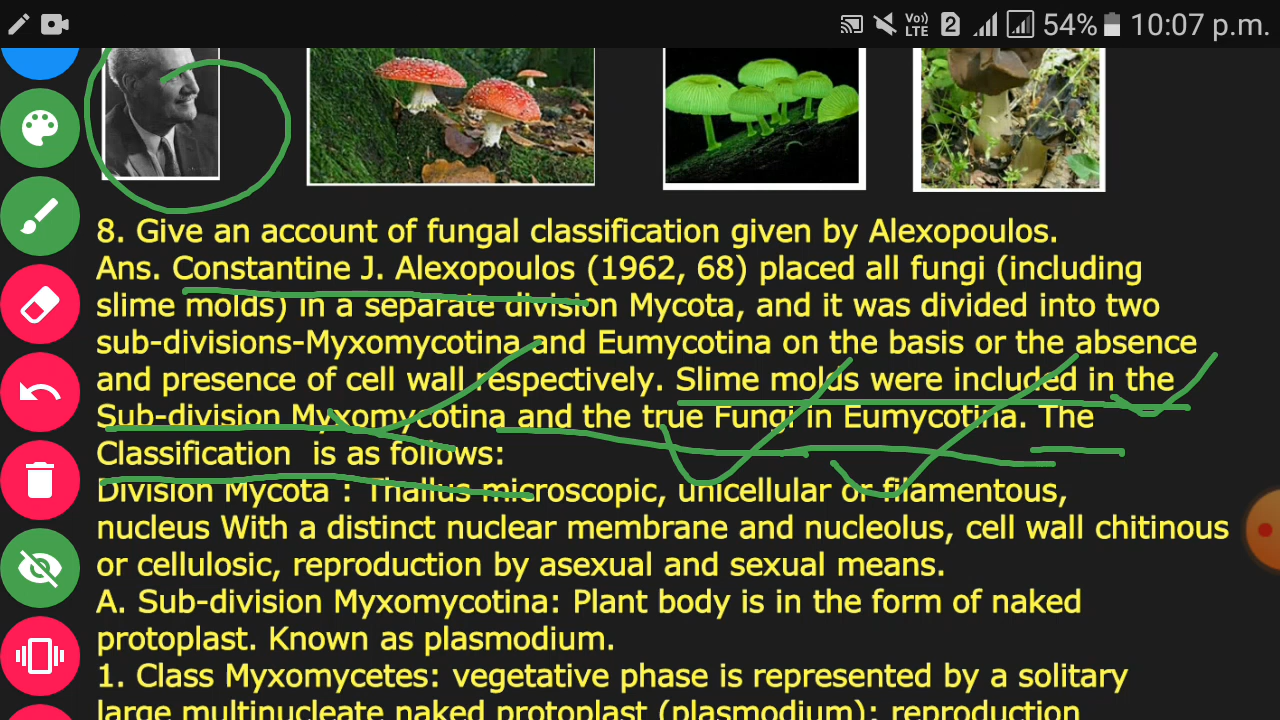 Vo)) LTE 2 54% 10:07 p.m.
8. Give an account of fungal classification given by Alexopoulos.
Ans. Constantine J. Alexopoulos (1962, 68) placed all fungi (including
slime molds) in a separate division Mycota, and it was divided into two
sub-divisions-Myxomycotina and Eumycotina on the basis or the absence
and presence of cell wall respectively. Slime molds were included in the
Sub-division Myxomycotina and the true Fungi in Eumycotina. The
Classification is as follows:
Division Mycota : Thallus microscopic, unicellular or filamentous,
nucleus With a distinct nuclear membrane and nucleolus, cell wall chitinous
or cellulosic, reproduction by asexual and sexual means.
A. Sub-division Myxomycotina: Plant body is in the form of naked
protoplast. Known as plasmodium.
1. Class Myxomycetes: vegetative phase is represented by a solitary
large multinucleate naked protoplast (plasmodium); reproduction